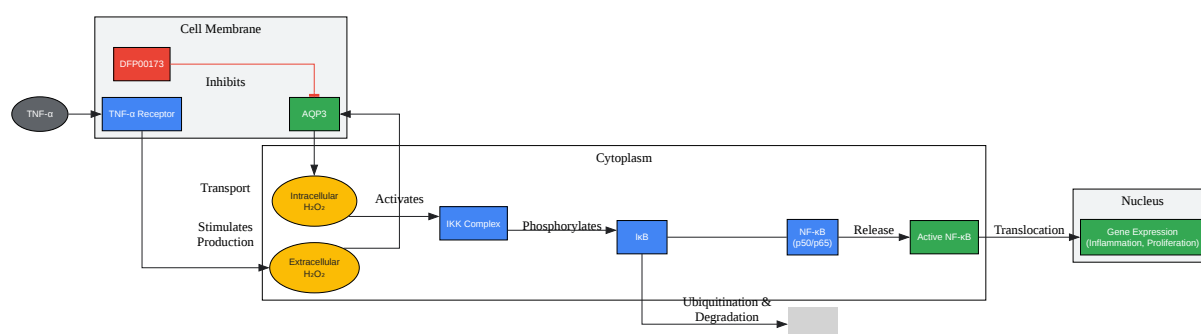 Cell Membrane
DFP00173
Inhibits
TNF-α
TNF-α Receptor
AQP3
Cytoplasm
Transport
Intracellular
H₂O₂
Activates
Stimulates
Production
Extracellular
H₂O₂
IKK Complex
Phosphorylates
IκB
NF-κB
(p50/p65)
Release
Active NF-κB
Translocation
Nucleus
Gene Expression
(Inflammation, Proliferation)
Ubiquitination &
Degradation